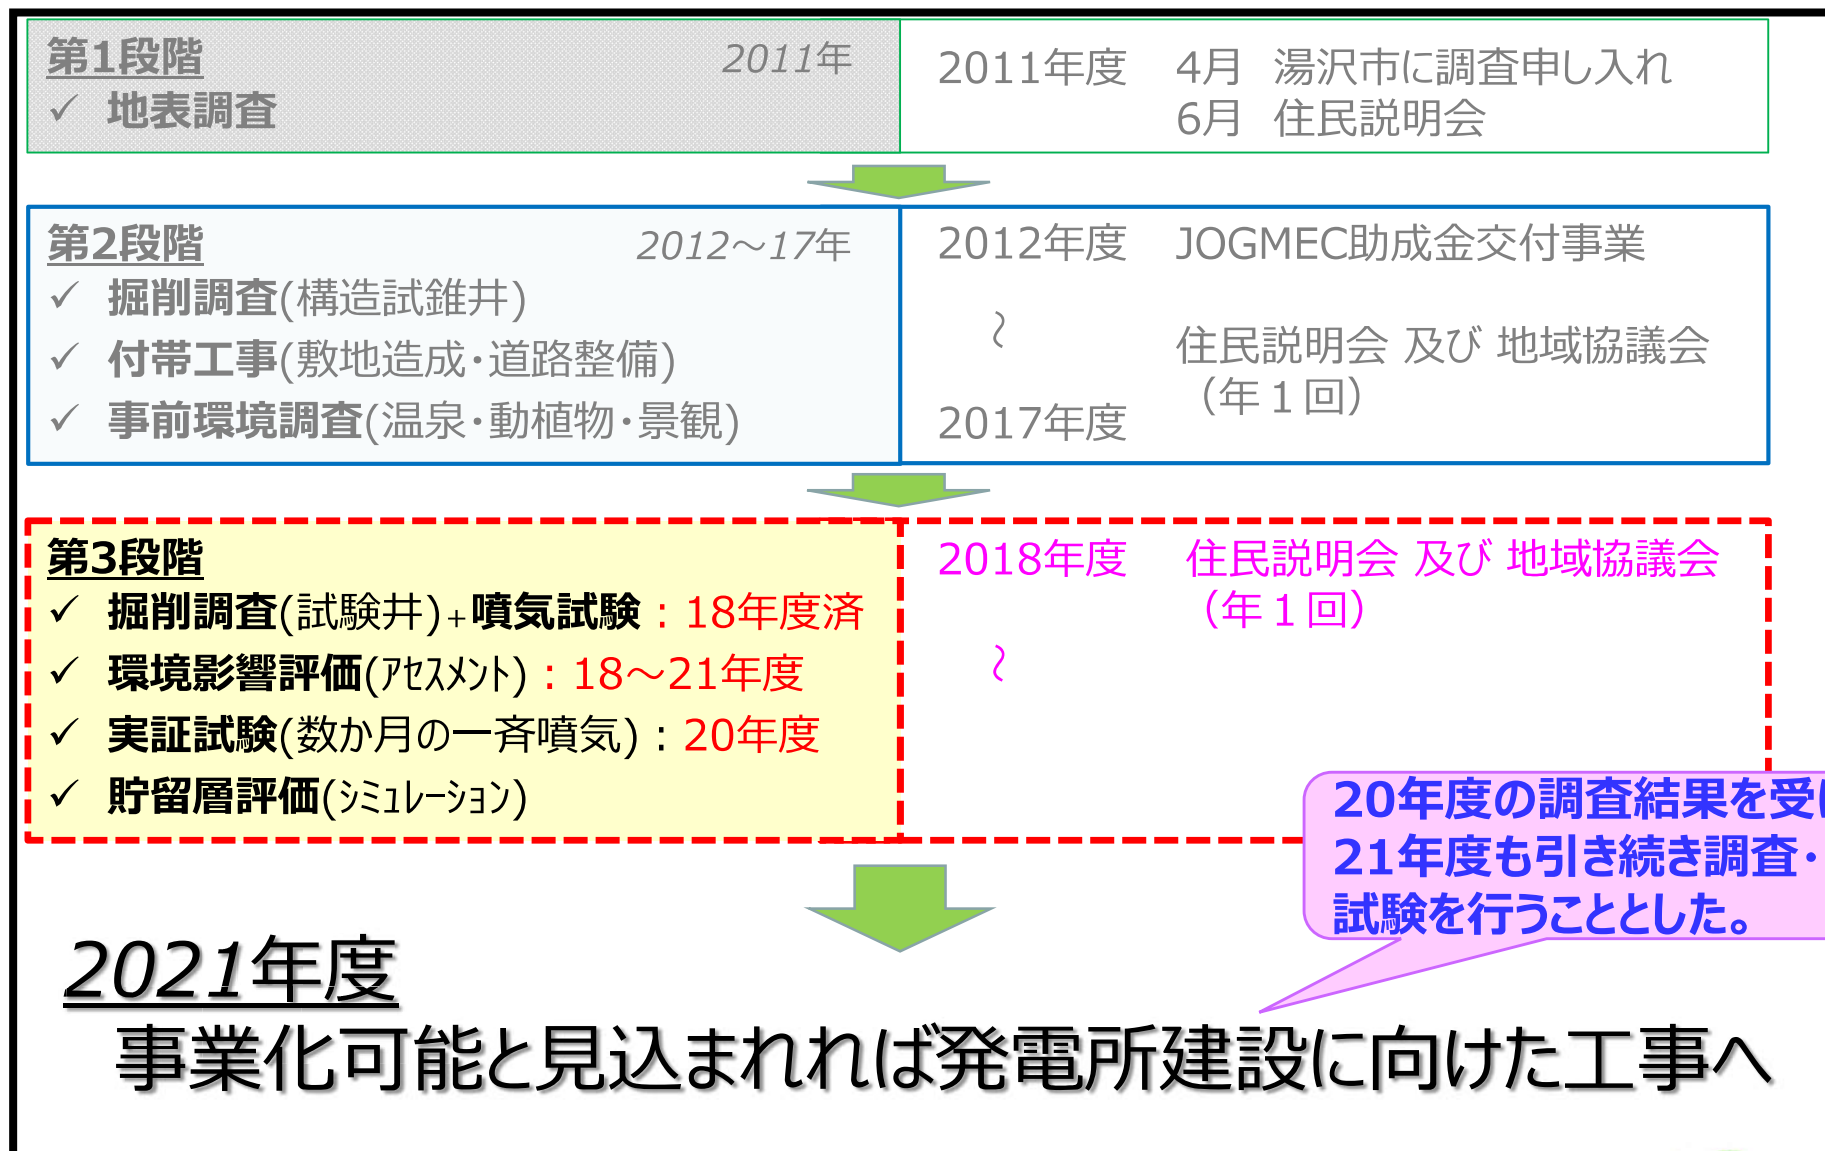 第1段階 2011年
✓ 地表調査
2011年度 4月 湯沢市に調査申し入れ
6月 住民説明会
第2段階 2012～17年
✓ 掘削調査(構造試錐井)
✓ 付帯工事(敷地造成・道路整備)
✓ 事前環境調査(温泉・動植物・景観)
2012年度 JOGMEC助成金交付事業
～ 住民説明会 及び 地域協議会
（年１回）
2017年度
第3段階
✓ 掘削調査(試験井)+噴気試験：18年度済
✓ 環境影響評価(ｱｾｽﾒﾝﾄ)：18～21年度
✓ 実証試験(数か月の一斉噴気)：20年度
✓ 貯留層評価(ｼﾐｭﾚｰｼｮﾝ)
2018年度 住民説明会 及び 地域協議会
（年１回）
～
20年度の調査結果を受け
21年度も引き続き調査・
試験を行うこととした。
2021年度
事業化可能と見込まれれば発電所建設に向けた工事へ